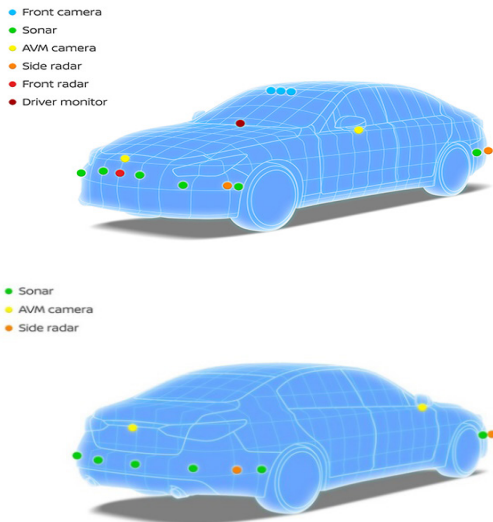 Front camera
Sonar
AVM camera
Side radar
Front radar
Driver monitor
Sonar
AVM camera
Side radar